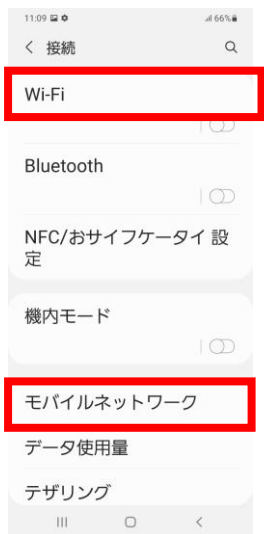 11:09 66%
接続
Wi-Fi
Bluetooth
NFC/おサイフケータイ 設
定
機内モード
モバイルネットワーク
データ使用量
テザリング